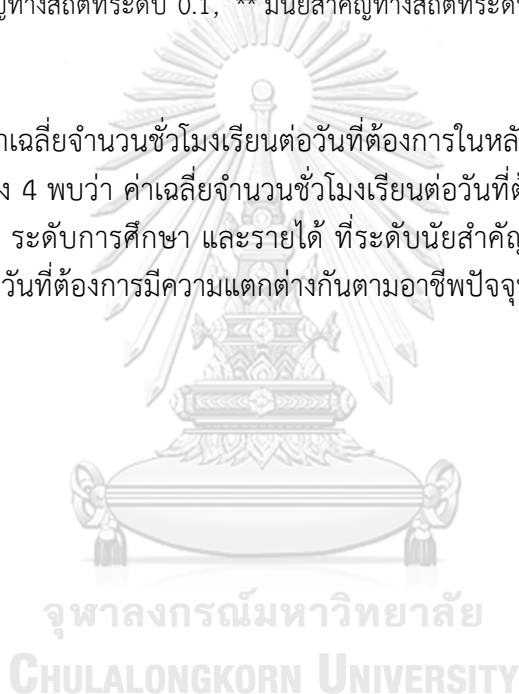 ญทางสถิติที่ระดับ 0.1, ** มีนัยสำคัญทางสถิติที่ระดับ
าเฉลี่ยจำนวนชั่วโมงเรียนต่อวันที่ต้องการในหลั
ง 4 พบว่า ค่าเฉลี่ยจำนวนชั่วโมงเรียนต่อวันที่ต้
ระดับการศึกษา และรายได้ ที่ระดับนัยสำคัญ
วันที่ต้องการมีความแตกต่างกันตามอาชีพปัจจุ
จุฬาลงกรณ์มหาวิทยาลัย
CHULALONGKORN UNIVERSITY